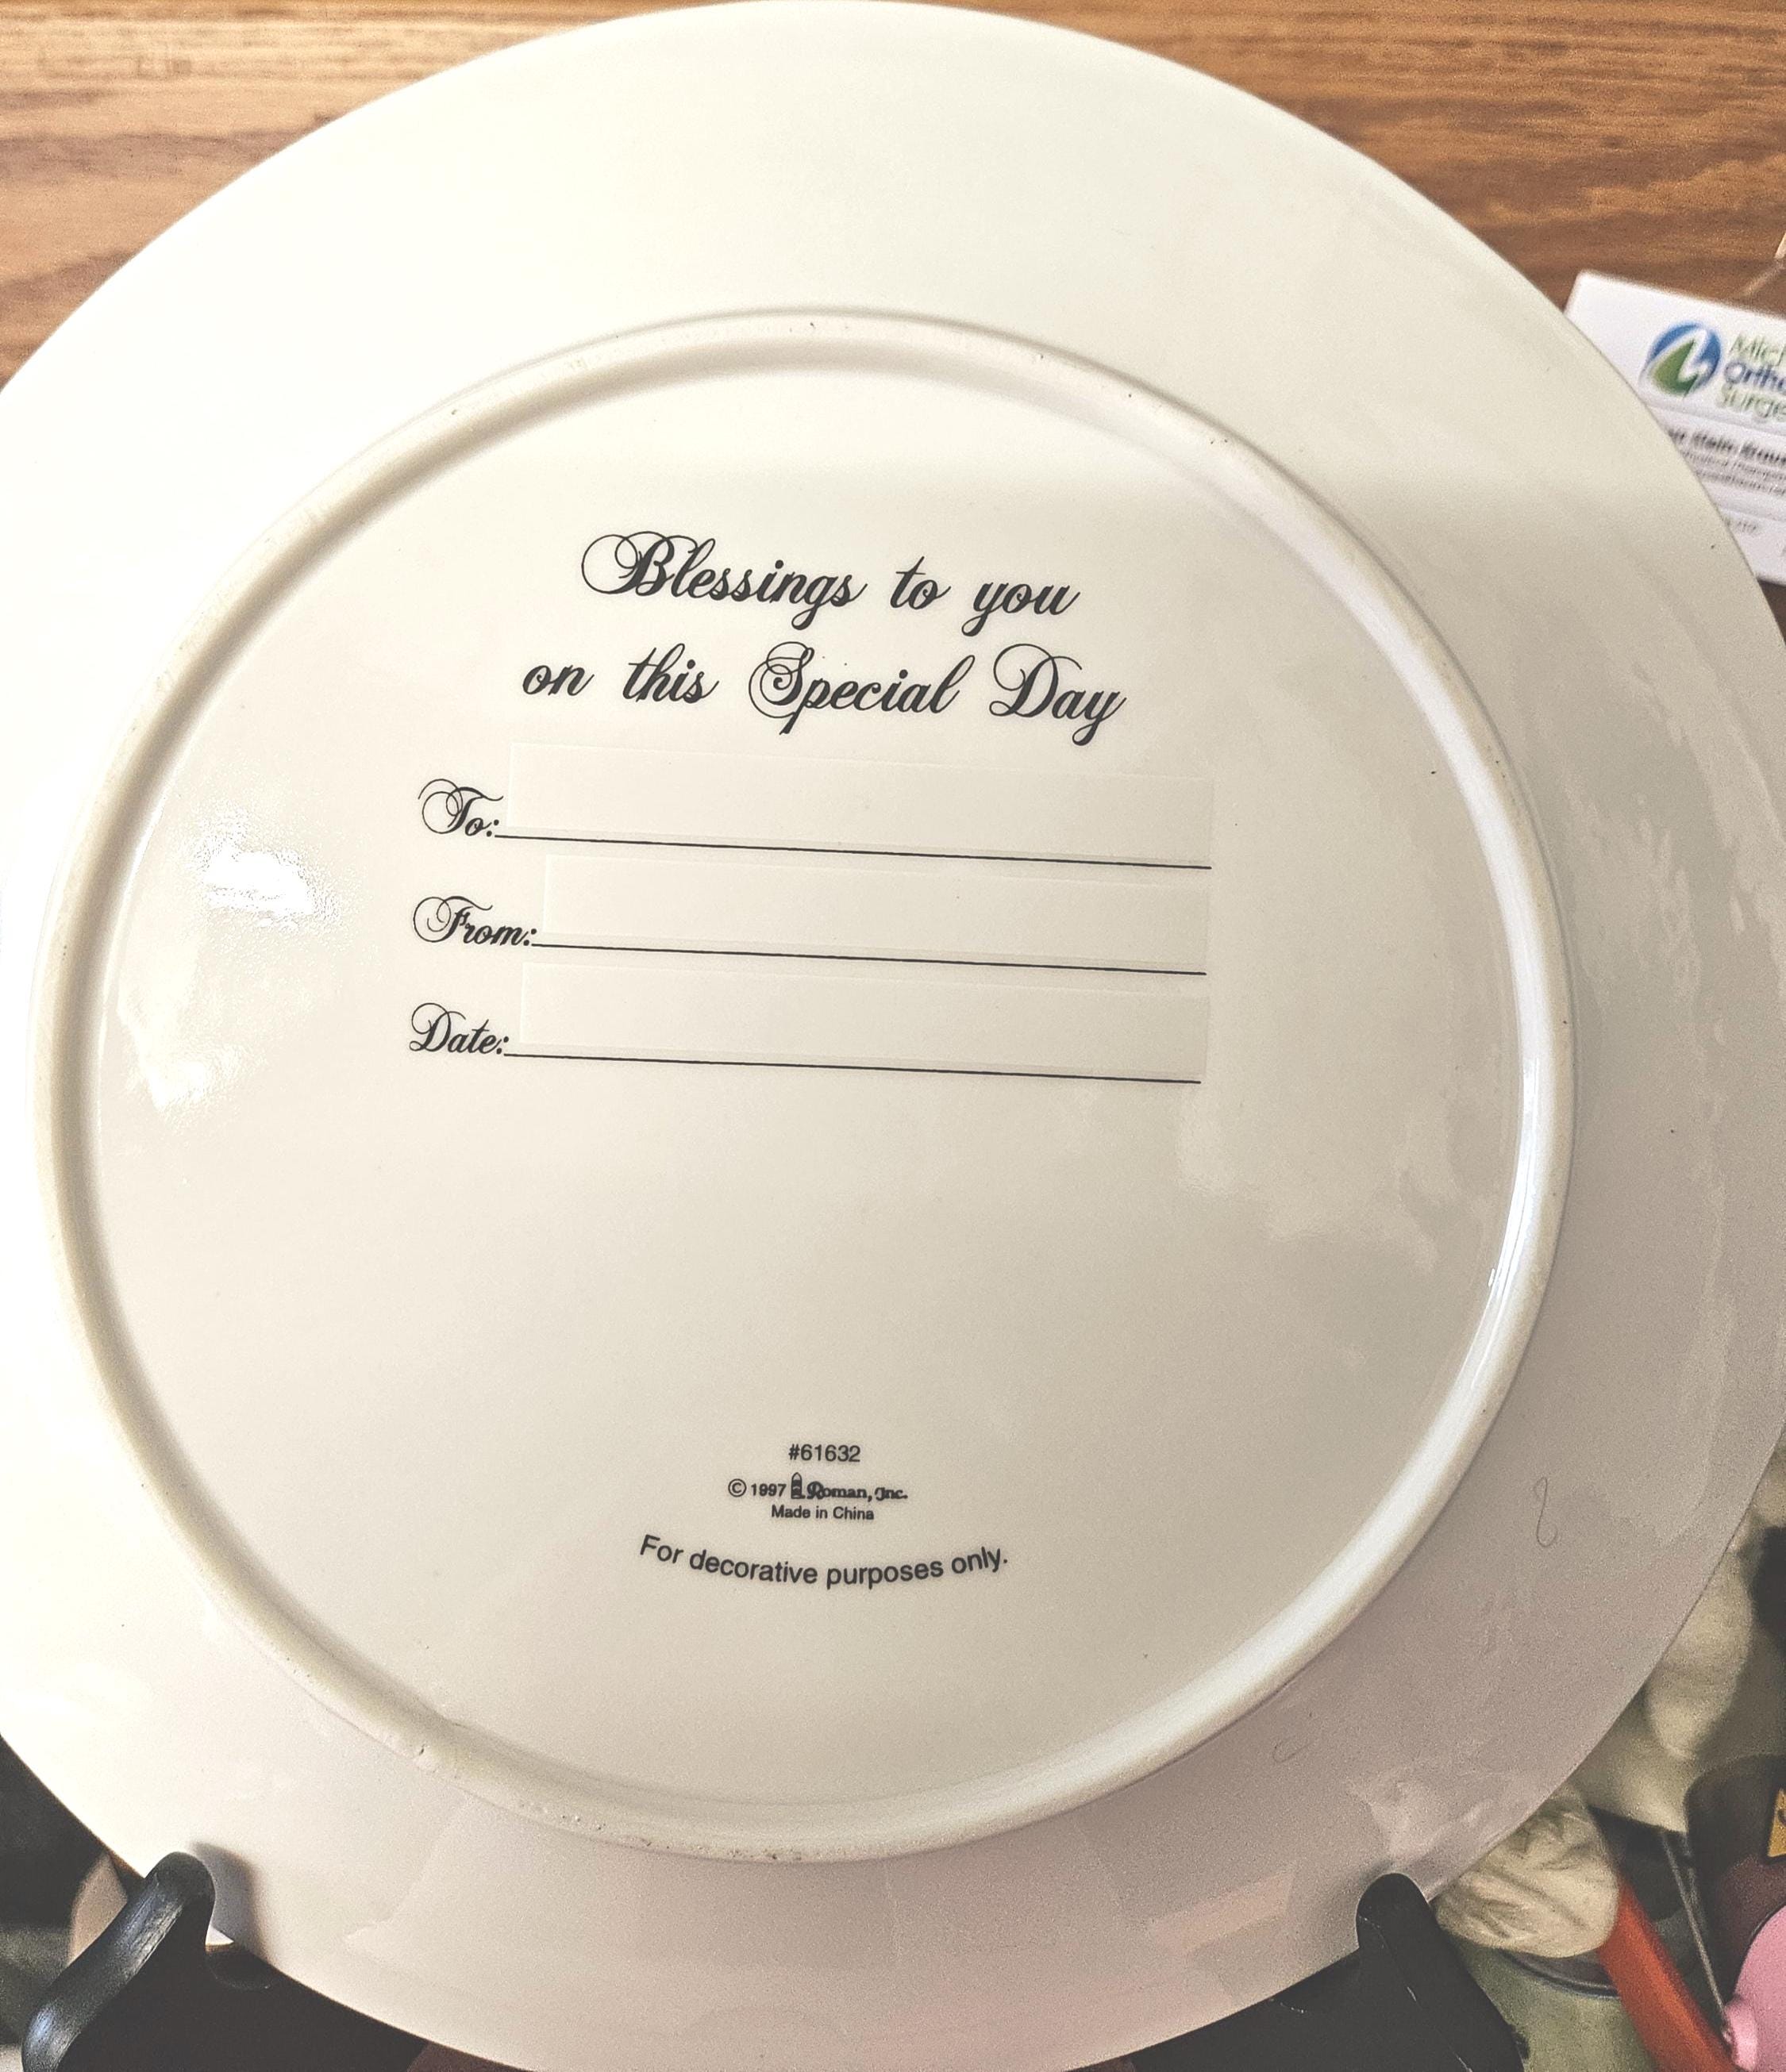 Blessings to you
on this Special Day
To:
From:
Date:
#61632
© 1997 Roman, Inc.
Made in China
For decorative purposes only.